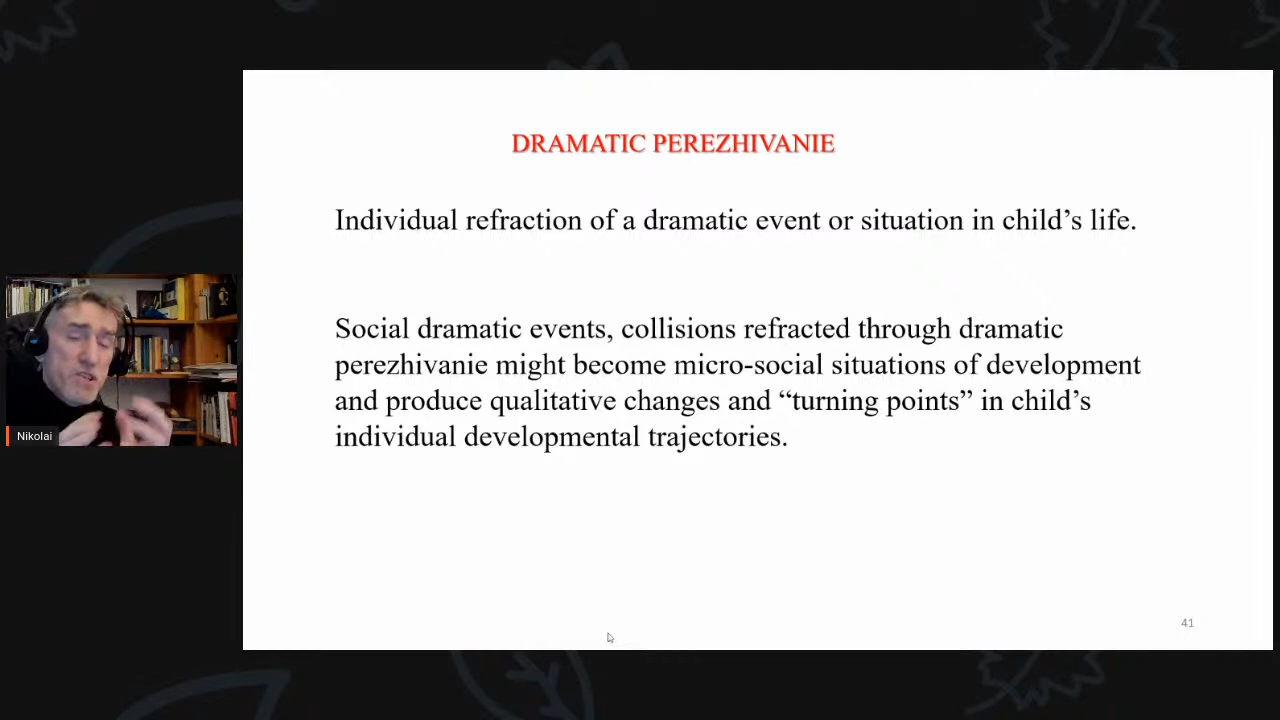 DRAMATIC PEREZHIVANIE
Individual refraction of a dramatic event or situation in child’s life.
Social dramatic events, collisions refracted through dramatic
perezhivanie might become micro-social situations of development
and produce qualitative changes and “turning points” in child’s
individual developmental trajectories.
Nikolai
41